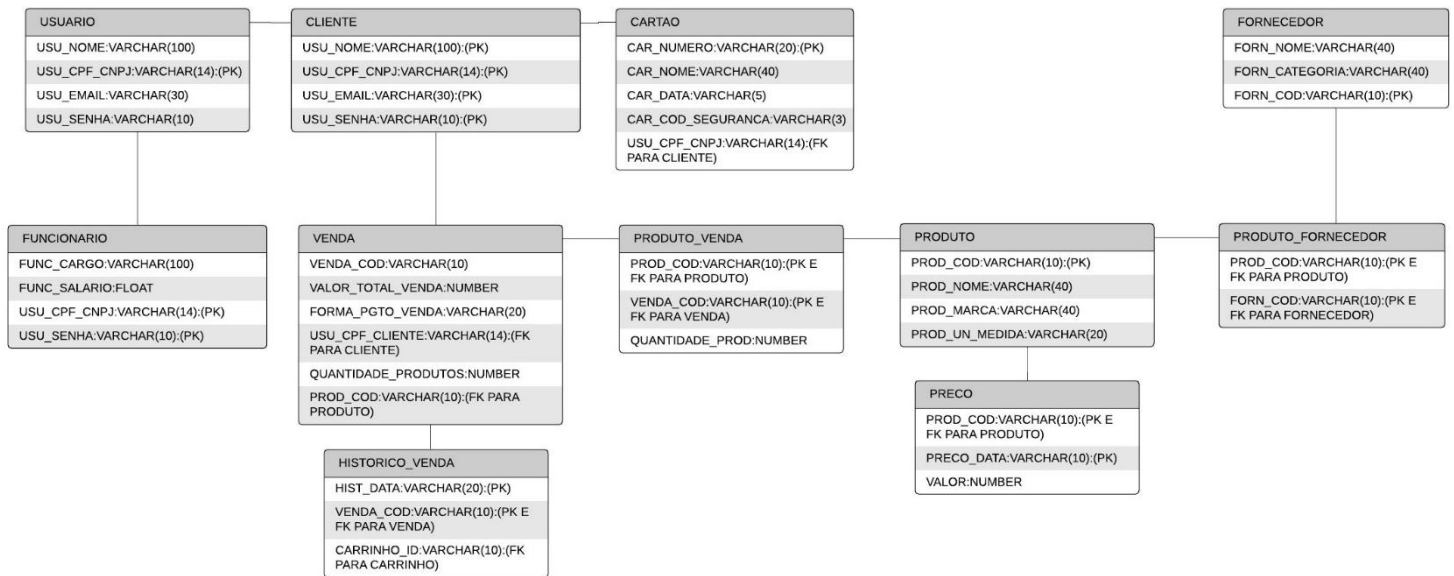 USUARIO
USU_NOME:VARCHAR(100)
USU_CPF_CNPJ:VARCHAR(14):(PK)
USU_EMAIL:VARCHAR(30)
USU_SENHA:VARCHAR(10)
CLIENTE
USU_NOME:VARCHAR(100):(PK)
USU_CPF_CNPJ:VARCHAR(14):(PK)
USU_EMAIL:VARCHAR(30):(PK)
USU_SENHA:VARCHAR(10):(PK)
CARTAO
CAR_NUMERO:VARCHAR(20):(PK)
CAR_NOME:VARCHAR(40)
CAR_DATA:VARCHAR(5)
CAR_COD_SEGURANCA:VARCHAR(3)
USU_CPF_CNPJ:VARCHAR(14):(FK
PARA CLIENTE)
FORNECEDOR
FORN_NOME:VARCHAR(40)
FORN_CATEGORIA:VARCHAR(40)
FORN_COD:VARCHAR(10):(PK)
FUNCIONARIO
FUNC_CARGO:VARCHAR(100)
FUNC_SALARIO:FLOAT
USU_CPF_CNPJ:VARCHAR(14):(PK)
USU_SENHA:VARCHAR(10):(PK)
VENDA
VENDA_COD:VARCHAR(10)
VALOR_TOTAL_VENDA:NUMBER
FORMA_PGTO_VENDA:VARCHAR(20)
USU_CPF_CLIENTE:VARCHAR(14):(FK
PARA CLIENTE)
QUANTIDADE_PRODUTOS:NUMBER
PROD_COD:VARCHAR(10):(FK PARA
PRODUTO)
PRODUTO_VENDA
PROD_COD:VARCHAR(10):(PK E
FK PARA PRODUTO)
VENDA_COD:VARCHAR(10):(PK E
FK PARA VENDA)
QUANTIDADE_PROD:NUMBER
PRODUTO
PROD_COD:VARCHAR(10):(PK)
PROD_NOME:VARCHAR(40)
PROD_MARCA:VARCHAR(40)
PROD_UN_MEDIDA:VARCHAR(20)
PRODUTO_FORNECEDOR
PROD_COD:VARCHAR(10):(PK E
FK PARA PRODUTO)
FORN_COD:VARCHAR(10):(PK E
FK PARA FORNECEDOR)
PRECO
PROD_COD:VARCHAR(10):(PK E
FK PARA PRODUTO)
PRECO_DATA:VARCHAR(10):(PK)
VALOR:NUMBER
HISTORICO_VENDA
HIST_DATA:VARCHAR(20):(PK)
VENDA_COD:VARCHAR(10):(PK E
FK PARA VENDA)
CARRINHO_ID:VARCHAR(10):(FK
PARA CARRINHO)